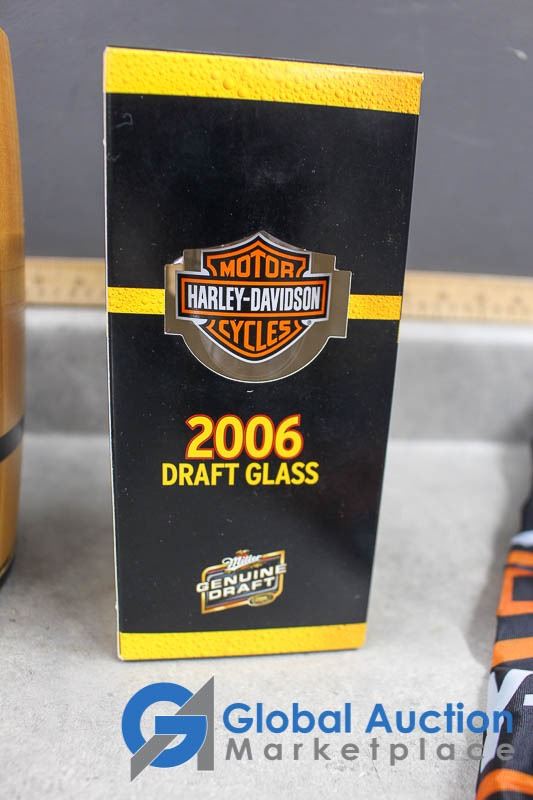 MOTOR
HARLEY-DAVIDSON
CYCLES
2006
DRAFT GLASS
Miller
GENUINE
DRAFT
Global Auction
Marketplace